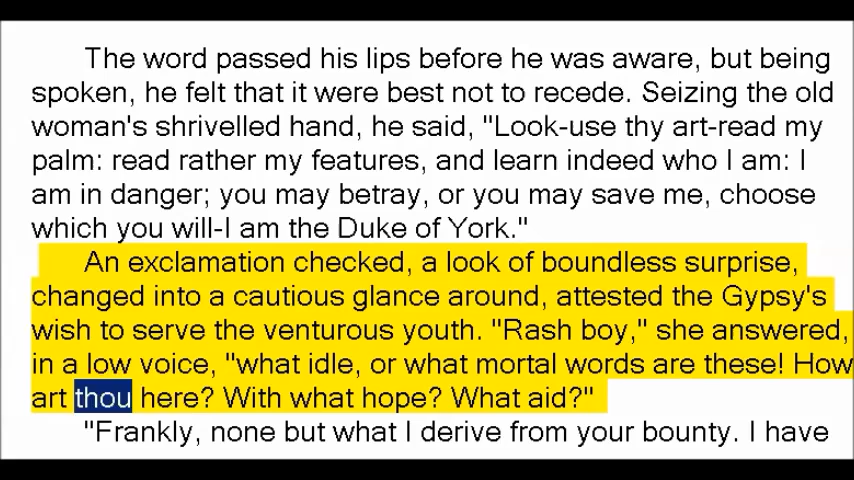 The word passed his lips before he was aware, but being
spoken, he felt that it were best not to recede. Seizing the old
woman's shrivelled hand, he said, "Look-use thy art-read my
palm: read rather my features, and learn indeed who I am: I
am in danger; you may betray, or you may save me, choose
which you will-I am the Duke of York."
An exclamation checked, a look of boundless surprise,
changed into a cautious glance around, attested the Gypsy's
wish to serve the venturous youth. "Rash boy," she answered,
in a low voice, "what idle, or what mortal words are these! How
art thou here? With what hope? What aid?"
"Frankly, none but what I derive from your bounty. I have